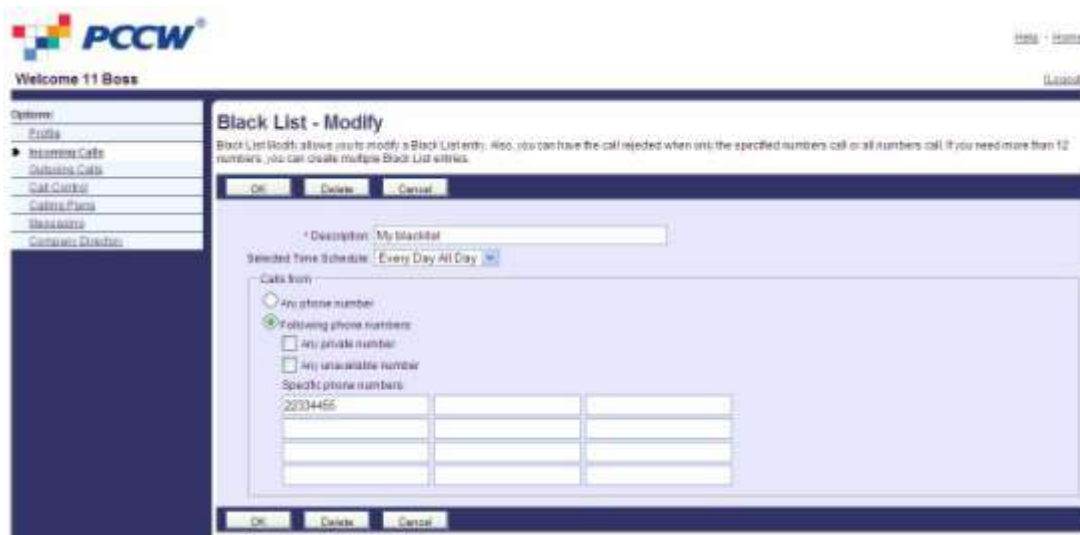 PCCW®
Help - Home
Welcome 11 Boss
[Logout
Options:
Profile
Incoming Calls
Outgoing Calls
Call Control
Calling Plans
Messaging
Company Directory
Black List - Modify
Black List Modify allows you to modify a Black List entry. Also, you can have the call rejected when only the specified numbers call or all numbers call. If you need more than 12
numbers, you can create multiple Black List entries.
OK Delete Cancel
* Description: My blacklist
Selected Time Schedule: Every Day All Day
Calls from
Any phone number
Following phone numbers
Any private number
Any unavailable number
Specific phone numbers
22334455
OK Delete Cancel